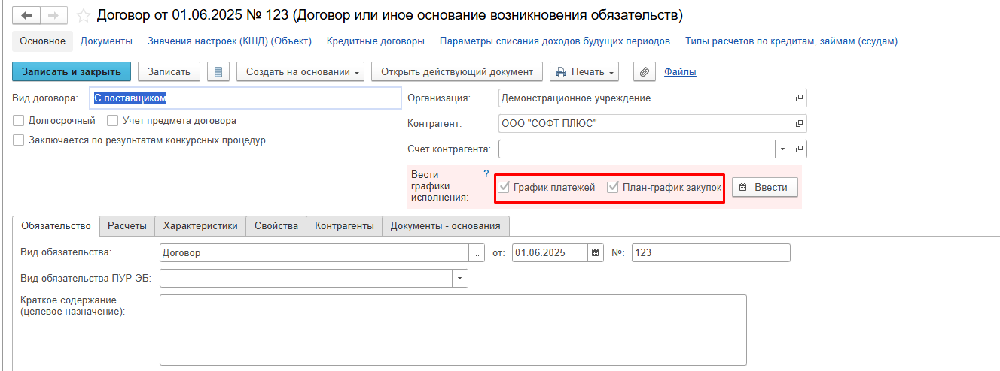 Договор от 01.06.2025 № 123 (Договор или иное основание возникновения обязательств)
Основное Документы Значения настроек (КШД) (Объект) Кредитные договоры Параметры списания доходов будущих периодов Типы расчетов по кредитам, займам (ссудам)
Записать и закрыть Записать Создать на основании Открыть действующий документ Печать Файлы
Вид договора: С поставщиком Организация: Демонстрационное учреждение
Долгосрочный Учет предмета договора Контрагент: ООО "СОФТ ПЛЮС"
Заключается по результатам конкурсных процедур
Счет контрагента:
Вести ?
графики График платежей План-график закупок Ввести
исполнения:
Обязательство Расчеты Характеристики Свойства Контрагенты Документы - основания
Вид обязательства: Договор ... от: 01.06.2025 №: 123
Вид обязательства ПУР ЭБ:
Краткое содержание
(целевое назначение):